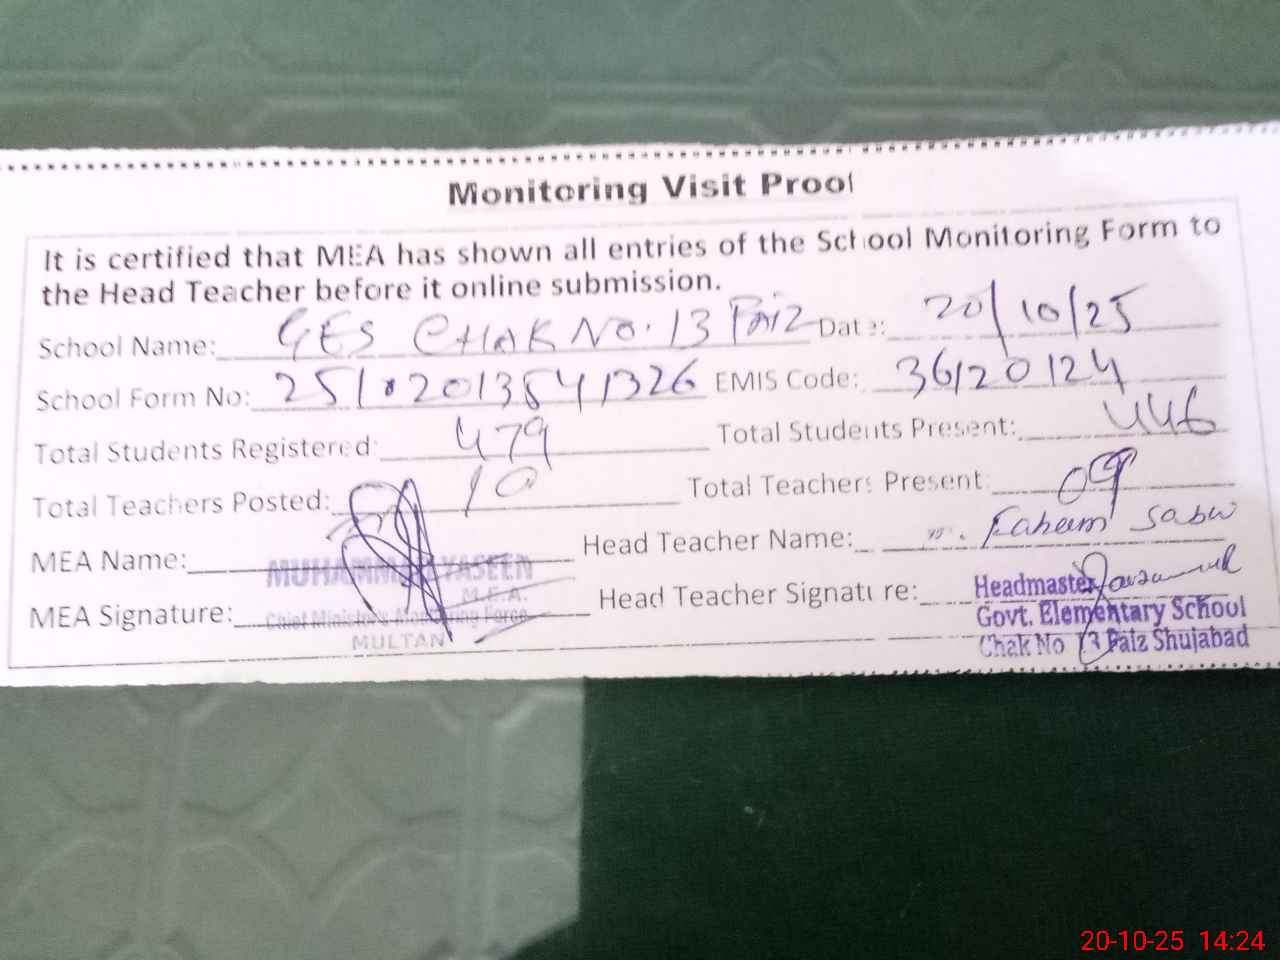 Monitoring Visit Proof
It is certified that MEA has shown all entries of the School Monitoring Form to
the Head Teacher before it online submission.
School Name: GES CHAK No. 13 Faiz Date: 20/10/25
School Form No: EMIS Code: 36120124
Total Students Registered: 479 Total Students Present: 446
Total Teachers Posted: 10 Total Teachers Present: 09
MEA Name: Head Teacher Name: Faheem
MUHAMMAD YASEEN
M.E.A.
MEA Signature: Head Teacher Signature:
Chief Minister's Monitoring Force
MULTAN
Headmaster
Govt. Elementary School
Chak No 13 Faiz Shujabad
20-10-25 14:24